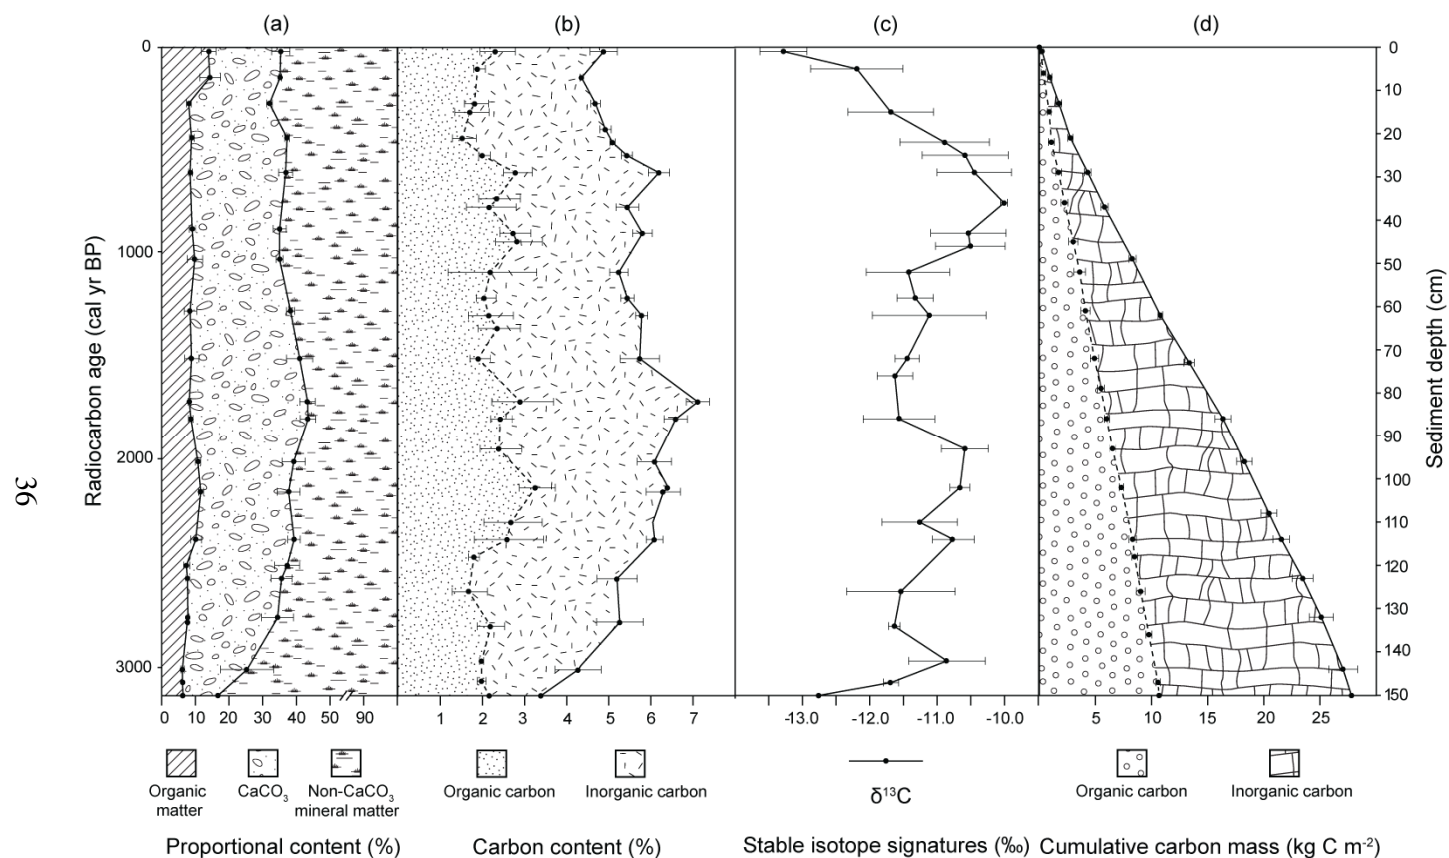 (a)
(b)
(c)
(d)
0
1000
2000
3000
Radiocarbon age (cal yr BP)
0
10
20
30
40
50
60
70
80
90
100
110
120
130
140
150
Sediment depth (cm)
0 10 20 30 40 50 90
1 2 3 4 5 6 7
-13.0 -12.0 -11.0 -10.0
5 10 15 20 25
Organic
matter
CaCO₃
Non-CaCO₃
mineral matter
Organic carbon
Inorganic carbon
δ¹³C
Organic carbon
Inorganic carbon
Proportional content (%)
Carbon content (%)
Stable isotope signatures (‰)
Cumulative carbon mass (kg C m⁻²)
36